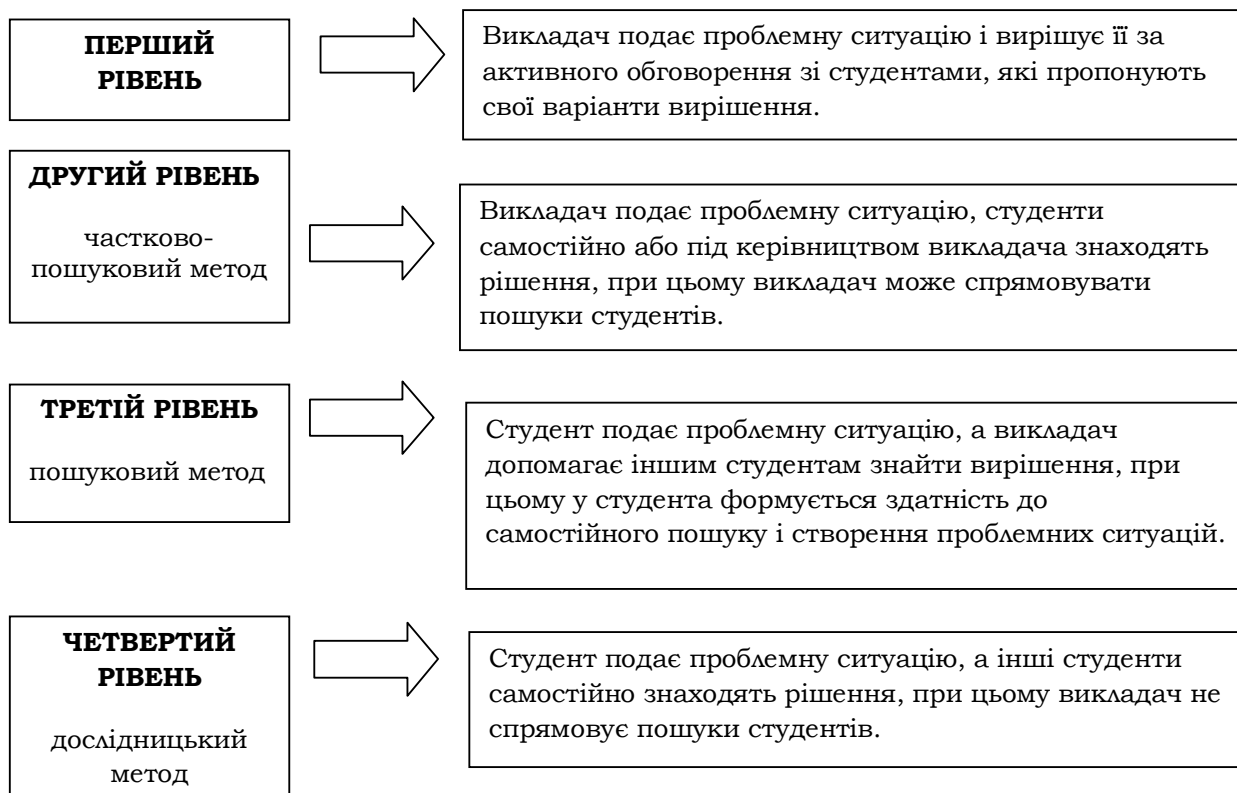 ПЕРШИЙ
РІВЕНЬ
Викладач подає проблемну ситуацію і вирішує її за
активного обговорення зі студентами, які пропонують
свої варіанти вирішення.
ДРУГИЙ РІВЕНЬ
частково-
пошуковий метод
Викладач подає проблемну ситуацію, студенти
самостійно або під керівництвом викладача знаходять
рішення, при цьому викладач може спрямовувати
пошуки студентів.
ТРЕТІЙ РІВЕНЬ
пошуковий метод
Студент подає проблемну ситуацію, а викладач
допомагає іншим студентам знайти вирішення, при
цьому у студента формується здатність до
самостійного пошуку і створення проблемних ситуацій.
ЧЕТВЕРТИЙ
РІВЕНЬ
дослідницький
метод
Студент подає проблемну ситуацію, а інші студенти
самостійно знаходять рішення, при цьому викладач не
спрямовує пошуки студентів.